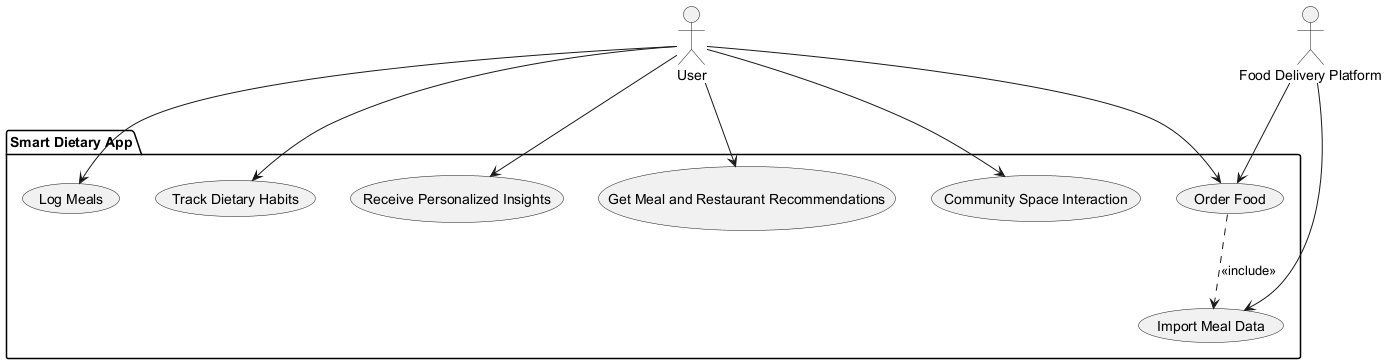 User
Food Delivery Platform
Smart Dietary App
Log Meals
Track Dietary Habits
Receive Personalized Insights
Get Meal and Restaurant Recommendations
Community Space Interaction
Order Food
«include»
Import Meal Data